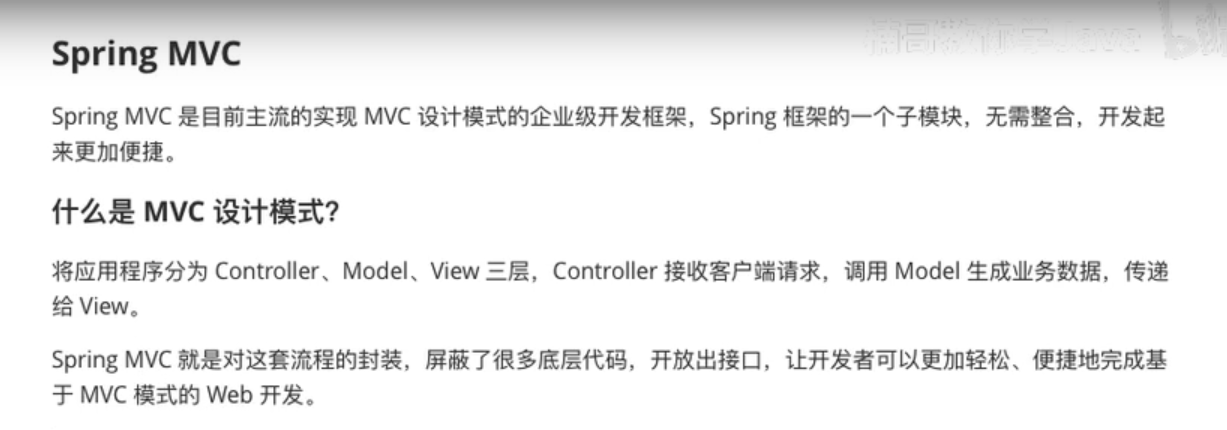 Spring MVC
Spring MVC 是目前主流的实现 MVC 设计模式的企业级开发框架，Spring 框架的一个子模块，无需整合，开发起
来更加便捷。
什么是 MVC 设计模式？
将应用程序分为 Controller、Model、View 三层，Controller 接收客户端请求，调用 Model 生成业务数据，传递
给 View。
Spring MVC 就是对这套流程的封装，屏蔽了很多底层代码，开放出接口，让开发者可以更加轻松、便捷地完成基
于 MVC 模式的 Web 开发。